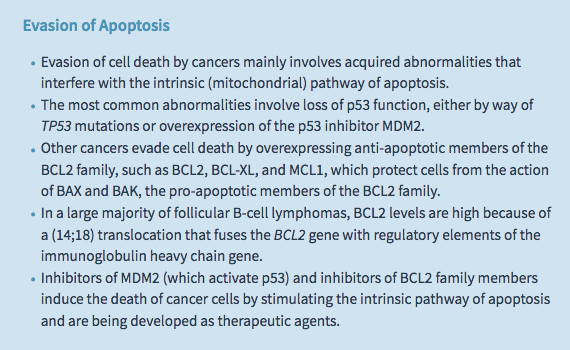 Evasion of Apoptosis
• Evasion of cell death by cancers mainly involves acquired abnormalities that
interfere with the intrinsic (mitochondrial) pathway of apoptosis.
• The most common abnormalities involve loss of p53 function, either by way of
TP53 mutations or overexpression of the p53 inhibitor MDM2.
• Other cancers evade cell death by overexpressing anti-apoptotic members of the
BCL2 family, such as BCL2, BCL-XL, and MCL1, which protect cells from the action
of BAX and BAK, the pro-apoptotic members of the BCL2 family.
• In a large majority of follicular B-cell lymphomas, BCL2 levels are high because of
a (14;18) translocation that fuses the BCL2 gene with regulatory elements of the
immunoglobulin heavy chain gene.
• Inhibitors of MDM2 (which activate p53) and inhibitors of BCL2 family members
induce the death of cancer cells by stimulating the intrinsic pathway of apoptosis
and are being developed as therapeutic agents.